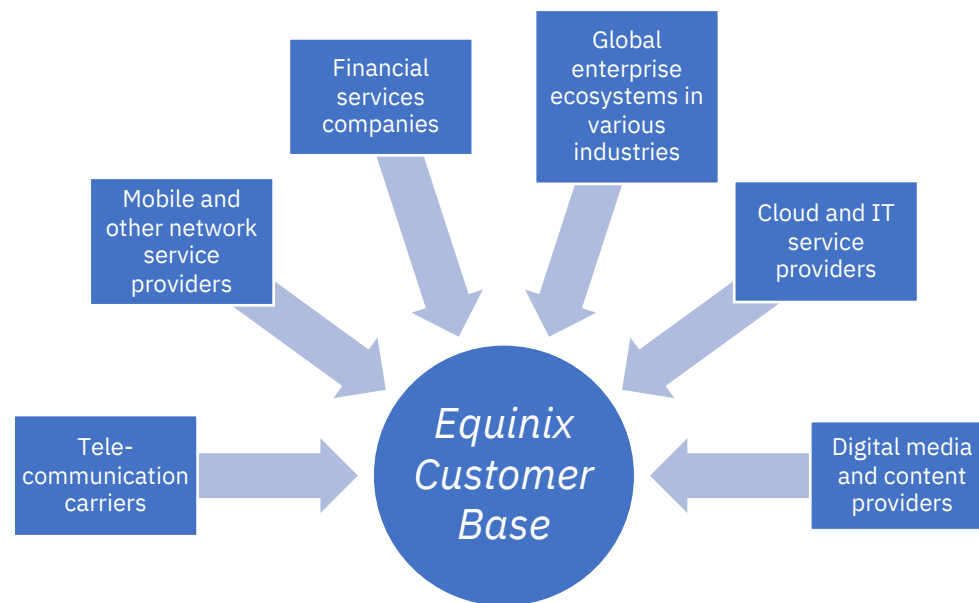 Tele-
communication
carriers
Mobile and
other network
service
providers
Financial
services
companies
Global
enterprise
ecosystems in
various
industries
Cloud and IT
service
providers
Digital media
and content
providers
Equinix
Customer
Base